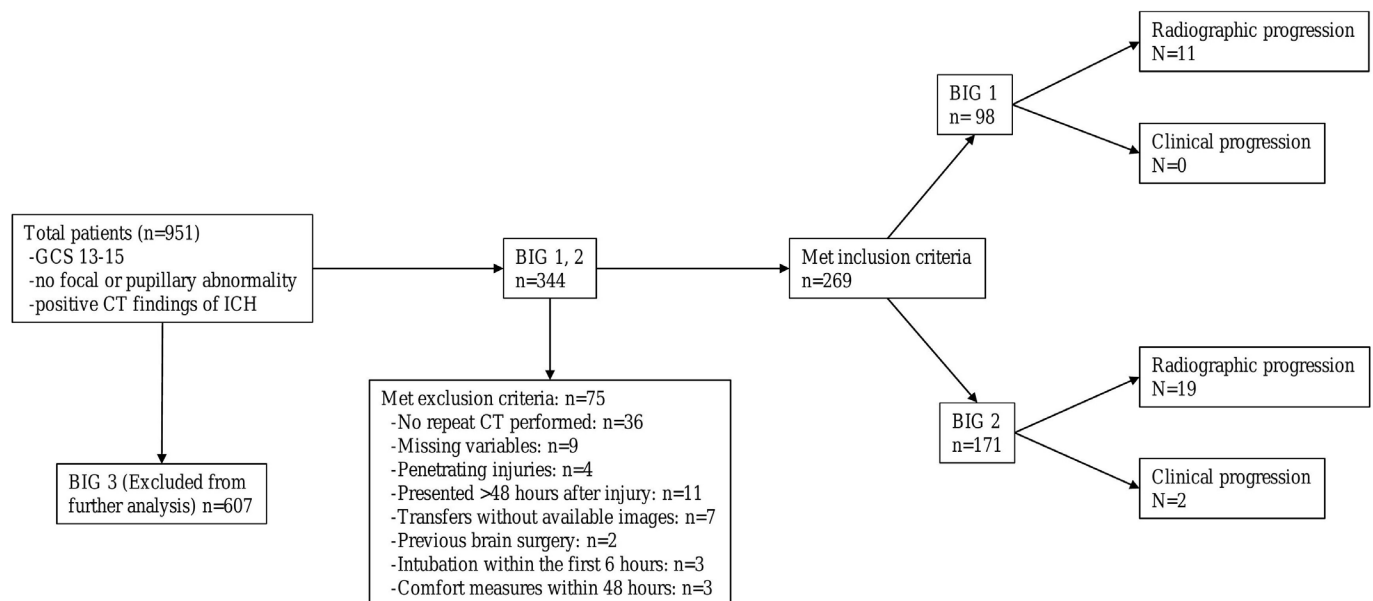 Total patients (n=951)
-GCS 13-15
-no focal or pupillary abnormality
-positive CT findings of ICH
BIG 3 (Excluded from
further analysis) n=607
BIG 1, 2
n=344
Met exclusion criteria: n=75
-No repeat CT performed: n=36
-Missing variables: n=9
-Penetrating injuries: n=4
-Presented >48 hours after injury: n=11
-Transfers without available images: n=7
-Previous brain surgery: n=2
-Intubation within the first 6 hours: n=3
-Comfort measures within 48 hours: n=3
Met inclusion criteria
n=269
BIG 1
n= 98
Radiographic progression
N=11
Clinical progression
N=0
BIG 2
n=171
Radiographic progression
N=19
Clinical progression
N=2